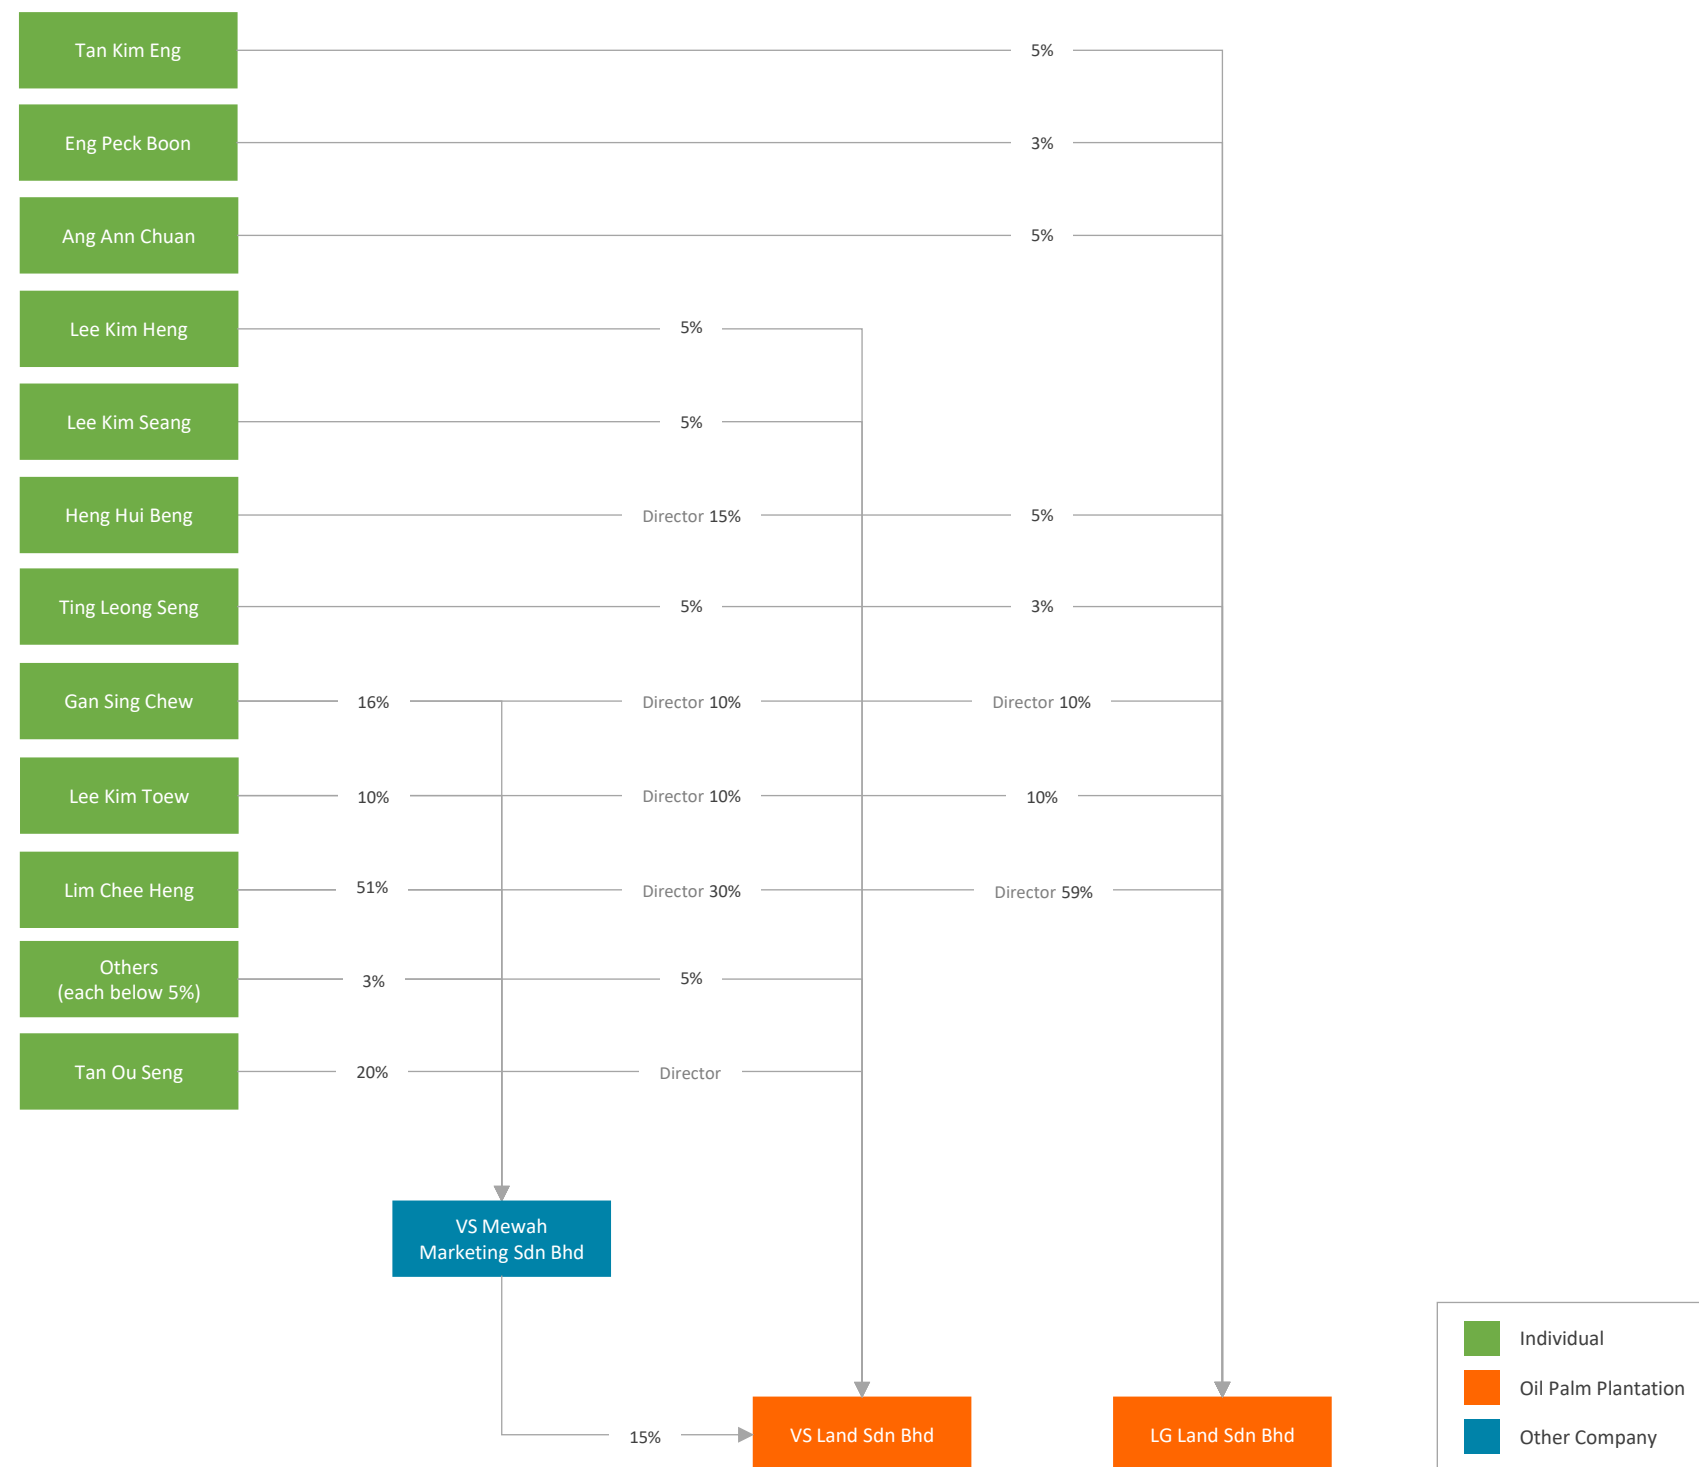 Tan Kim Eng
5%
Eng Peck Boon
3%
Ang Ann Chuan
5%
Lee Kim Heng
5%
Lee Kim Seang
5%
Heng Hui Beng
Director 15%
5%
Ting Leong Seng
5%
3%
Gan Sing Chew
16%
Director 10%
Director 10%
Lee Kim Toew
10%
Director 10%
10%
Lim Chee Heng
51%
Director 30%
Director 59%
Others
(each below 5%)
3%
5%
Tan Ou Seng
20%
Director
VS Mewah
Marketing Sdn Bhd
15%
VS Land Sdn Bhd
LG Land Sdn Bhd
Individual
Oil Palm Plantation
Other Company